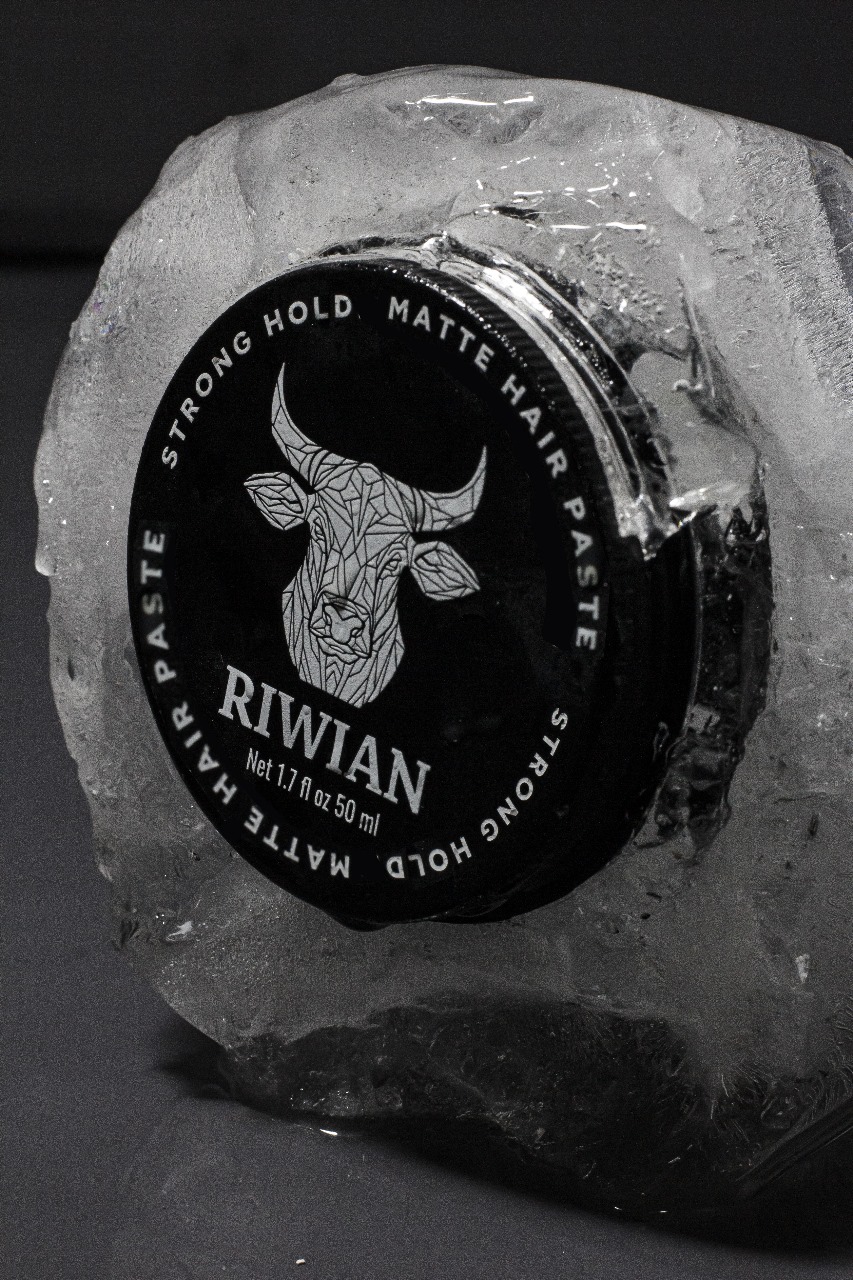 STRONG HOLD MATTE HAIR PASTE
STRONG HOLD MATTE HAIR PASTE
RIWIAN
Net 1.7 fl oz 50 ml